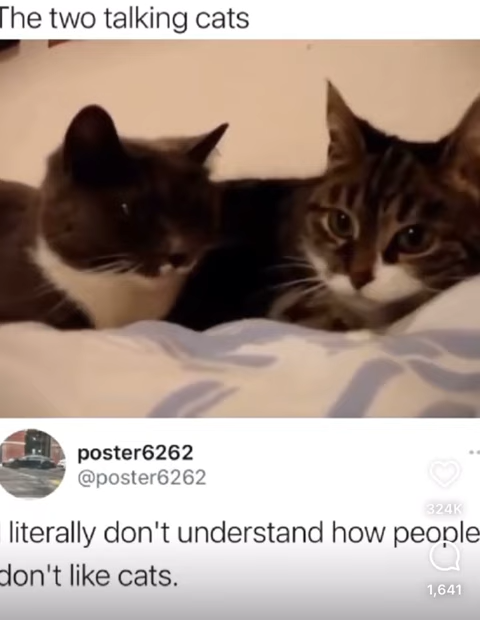 The two talking cats
poster6262
@poster6262
literally don't understand how people
don't like cats.
324K
1,641